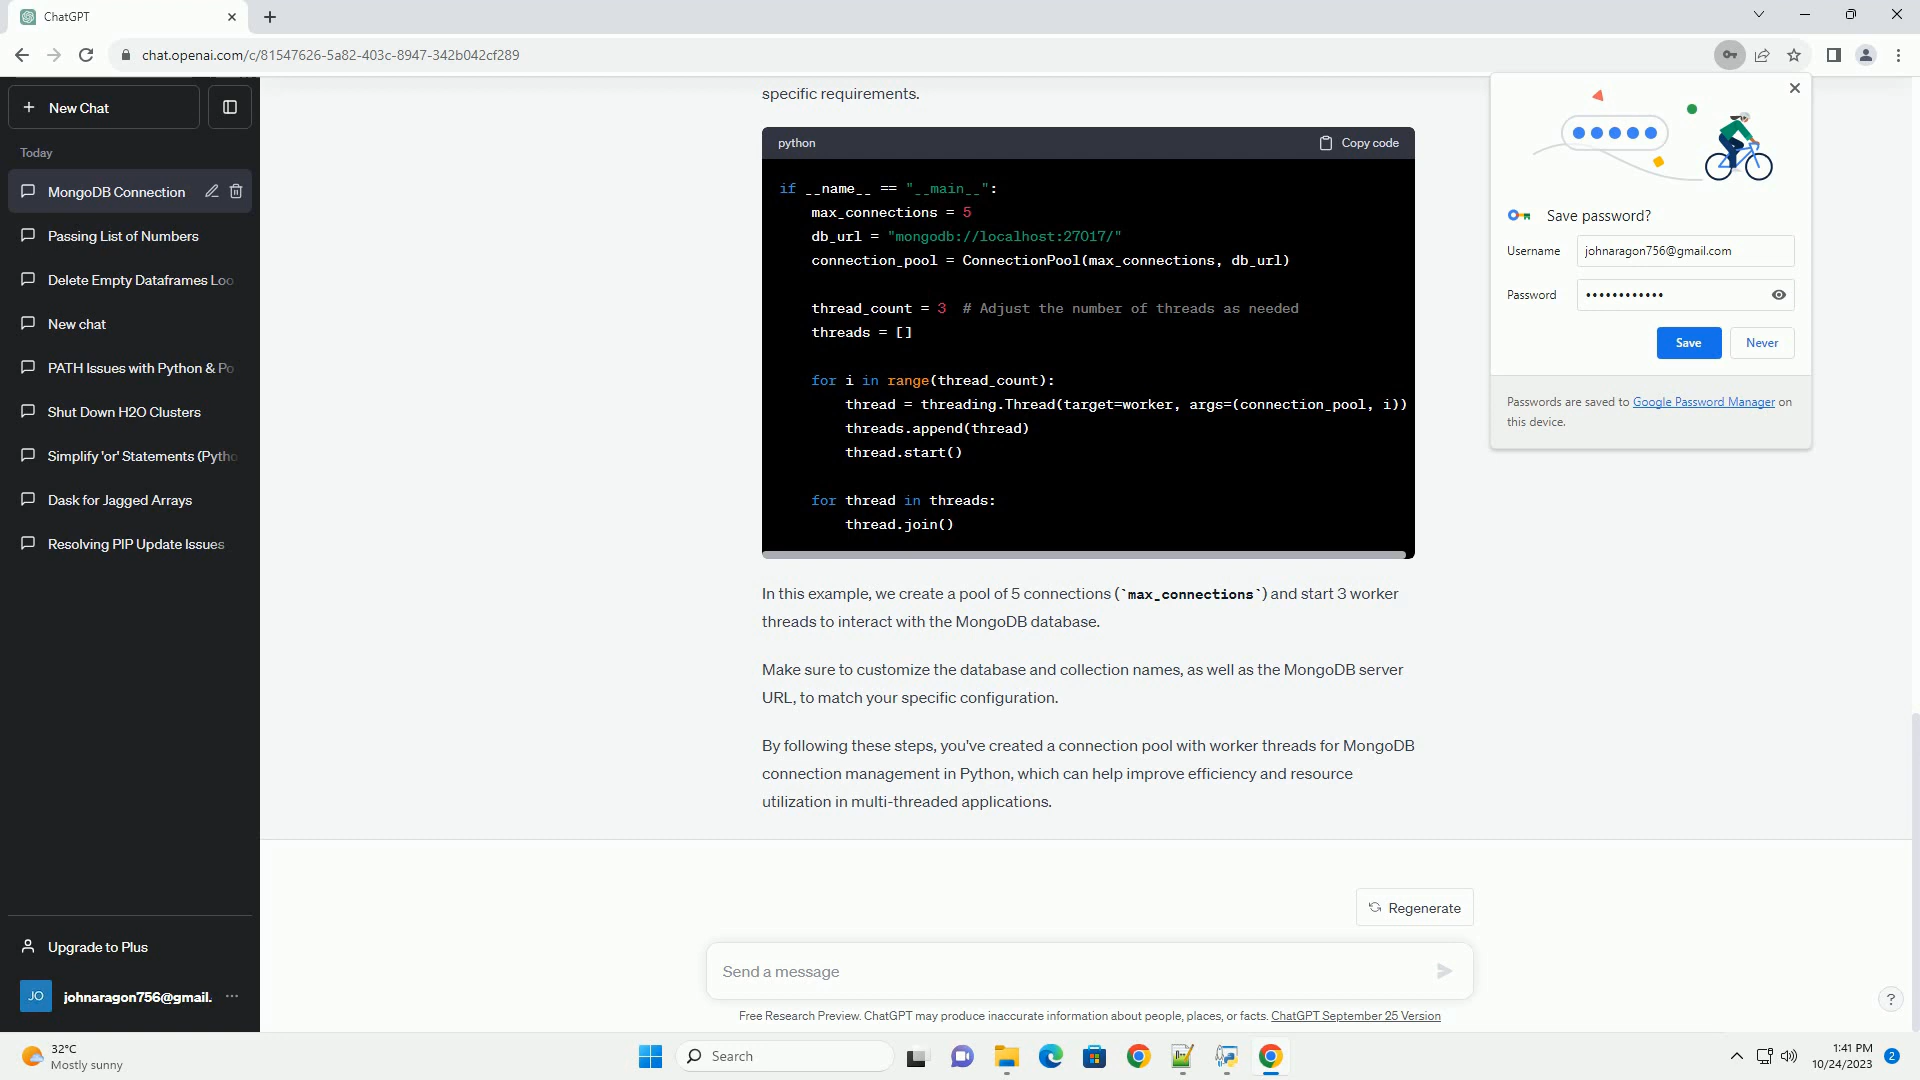 ChatGPT
chat.openai.com/c/81547626-5a82-403c-8947-342b042cf289
New Chat
Today
MongoDB Connection
Passing List of Numbers
Delete Empty Dataframes Loo
New chat
PATH Issues with Python & Po
Shut Down H2O Clusters
Simplify 'or' Statements (Pytho
Dask for Jagged Arrays
Resolving PIP Update Issues
Upgrade to Plus
JO johnaragon756@gmail.
specific requirements.
python Copy code
if __name__ == "__main__":
    max_connections = 5
    db_url = "mongodb://localhost:27017/"
    connection_pool = ConnectionPool(max_connections, db_url)
    thread_count = 3  # Adjust the number of threads as needed
    threads = []
    for i in range(thread_count):
        thread = threading.Thread(target=worker, args=(connection_pool, i))
        threads.append(thread)
        thread.start()
    for thread in threads:
        thread.join()
In this example, we create a pool of 5 connections (`max_connections`) and start 3 worker
threads to interact with the MongoDB database.
Make sure to customize the database and collection names, as well as the MongoDB server
URL, to match your specific configuration.
By following these steps, you've created a connection pool with worker threads for MongoDB
connection management in Python, which can help improve efficiency and resource
utilization in multi-threaded applications.
Regenerate
Send a message
Free Research Preview. ChatGPT may produce inaccurate information about people, places, or facts. ChatGPT September 25 Version
?
Save password?
Username johnaragon756@gmail.com
Password ••••••••••••
Save Never
Passwords are saved to Google Password Manager on
this device.
32°C
Mostly sunny
Search
1:41 PM
10/24/2023
2